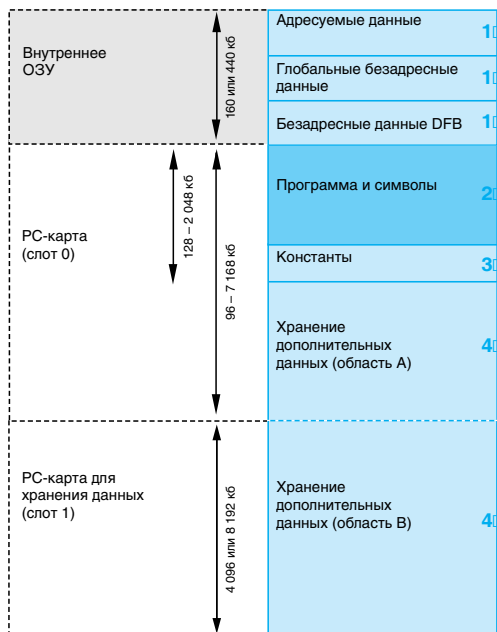 Внутреннее
ОЗУ
160 или 440 кб
Адресуемые данные
1
Глобальные безадресные
данные
1
Безадресные данные DFB
1
PC-карта
(слот 0)
128 – 2 048 кб
96 – 7 168 кб
Программа и символы
2
Константы
3
Хранение
дополнительных
данных (область A)
4
PC-карта для
хранения данных
(слот 1)
4 096 или 8 192 кб
Хранение
дополнительных
данных (область B)
4